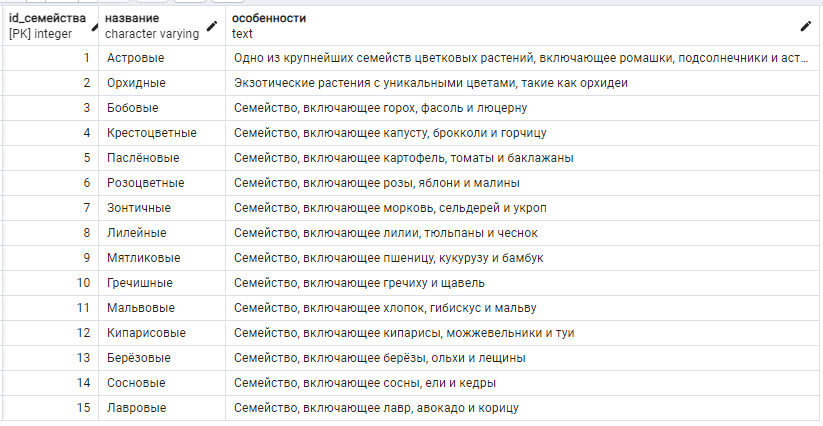 id_семейства название особенности
[PK] integer character varying text
1 Астровые Одно из крупнейших семейств цветковых растений, включающее ромашки, подсолнечники и аст...
2 Орхидные Экзотические растения с уникальными цветами, такие как орхидеи
3 Бобовые Семейство, включающее горох, фасоль и люцерну
4 Крестоцветные Семейство, включающее капусту, брокколи и горчицу
5 Паслёновые Семейство, включающее картофель, томаты и баклажаны
6 Розоцветные Семейство, включающее розы, яблони и малины
7 Зонтичные Семейство, включающее морковь, сельдерей и укроп
8 Лилейные Семейство, включающее лилии, тюльпаны и чеснок
9 Мятликовые Семейство, включающее пшеницу, кукурузу и бамбук
10 Гречишные Семейство, включающее гречиху и щавель
11 Мальвовые Семейство, включающее хлопок, гибискус и мальву
12 Кипарисовые Семейство, включающее кипарисы, можжевельники и туи
13 Берёзовые Семейство, включающее берёзы, ольхи и лещины
14 Сосновые Семейство, включающее сосны, ели и кедры
15 Лавровые Семейство, включающее лавр, авокадо и корицу